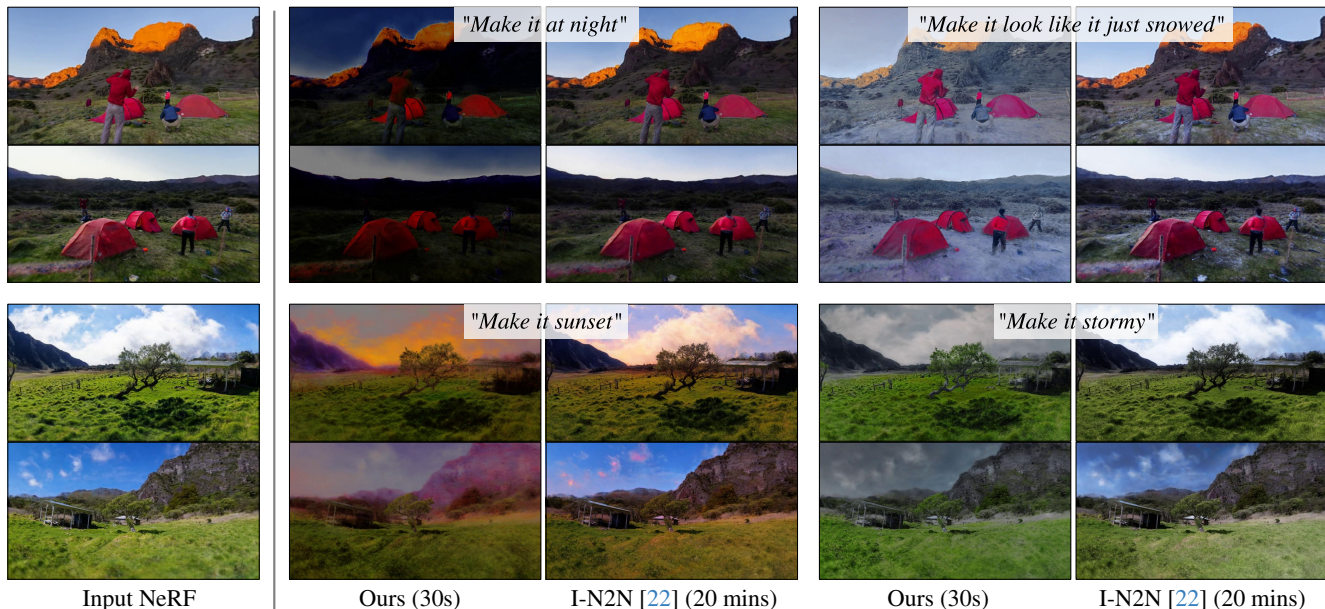 "Make it at night"
"Make it look like it just snowed"
"Make it sunset"
"Make it stormy"
Input NeRF
Ours (30s)
I-N2N [22] (20 mins)
Ours (30s)
I-N2N [22] (20 mins)